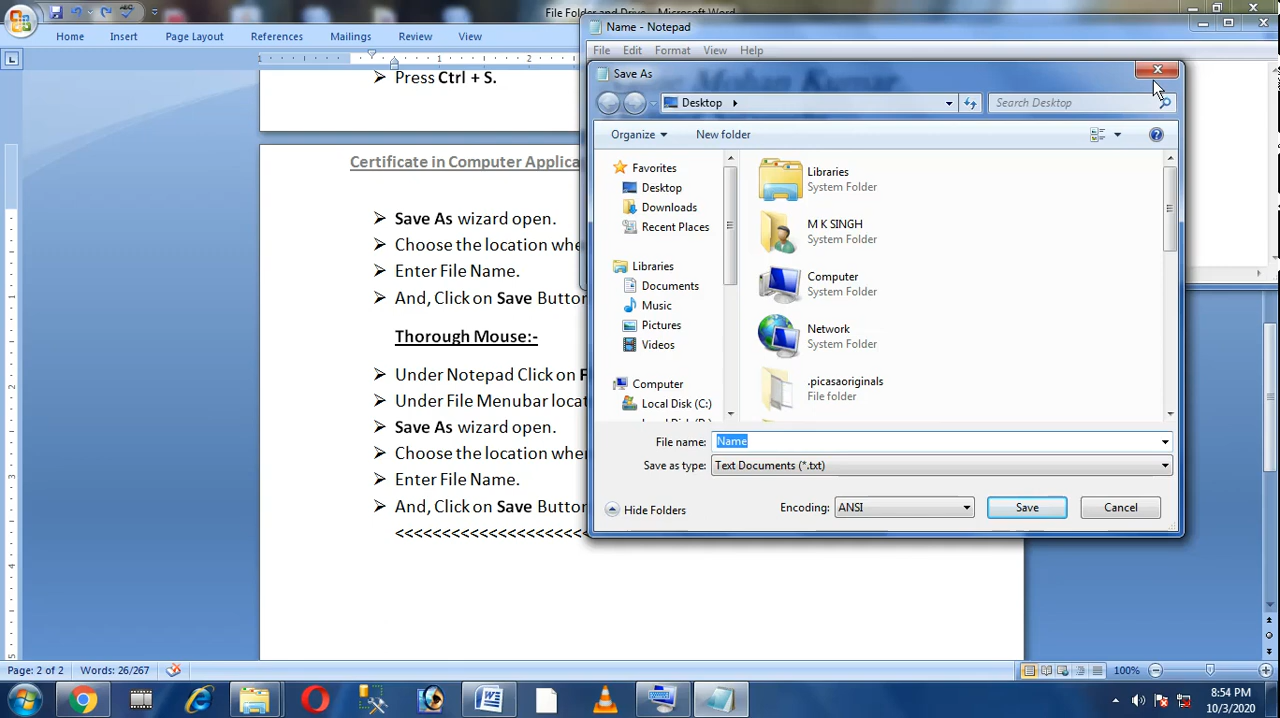 File Folder and Drive - Microsoft Word
Name - Notepad
Home Insert Page Layout References Mailings Review View
File Edit Format View Help
1 1 2
Press Ctrl + S.
Save As
Desktop
Search Desktop
Organize New folder
Certificate in Computer Applica
Save As wizard open.
Choose the location whe
Enter File Name.
And, Click on Save Button
Thorough Mouse:-
Under Notepad Click on F
Under File Menubar locat
Save As wizard open.
Choose the location whe
Enter File Name.
And, Click on Save Button
<<<<<<<<<<<<<<<<<<<<<
Favorites
Desktop
Downloads
Recent Places
Libraries
Documents
Music
Pictures
Videos
Computer
Local Disk (C:)
Libraries
System Folder
M K SINGH
System Folder
Computer
System Folder
Network
System Folder
.picasaoriginals
File folder
File name: Name
Save as type: Text Documents (*.txt)
Hide Folders
Encoding: ANSI
Save Cancel
Page: 2 of 2 Words: 26/267
100%
8:54 PM
10/3/2020